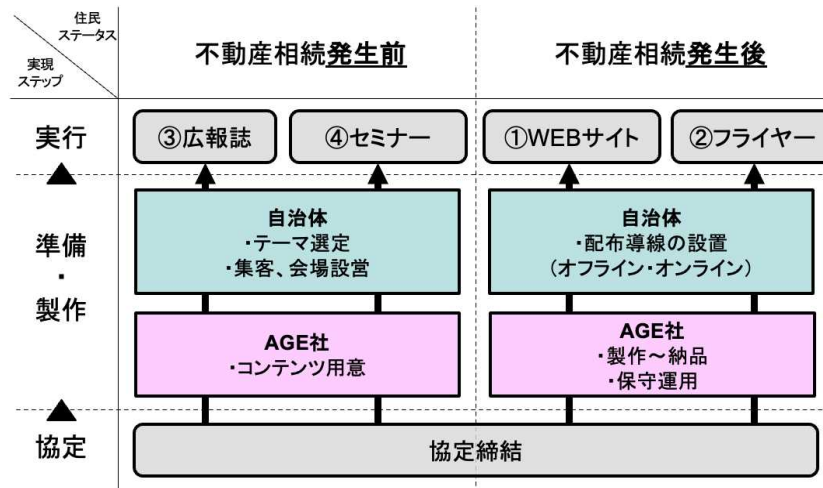 住民
ステータス
実現
ステップ
不動産相続発生前
不動産相続発生後
実行
③広報誌
④セミナー
①WEBサイト
②フライヤー
準備
・
製作
自治体
・テーマ選定
・集客、会場設営
自治体
・配布導線の設置
(オフライン・オンライン)
AGE社
・コンテンツ用意
AGE社
・製作～納品
・保守運用
協定
協定締結